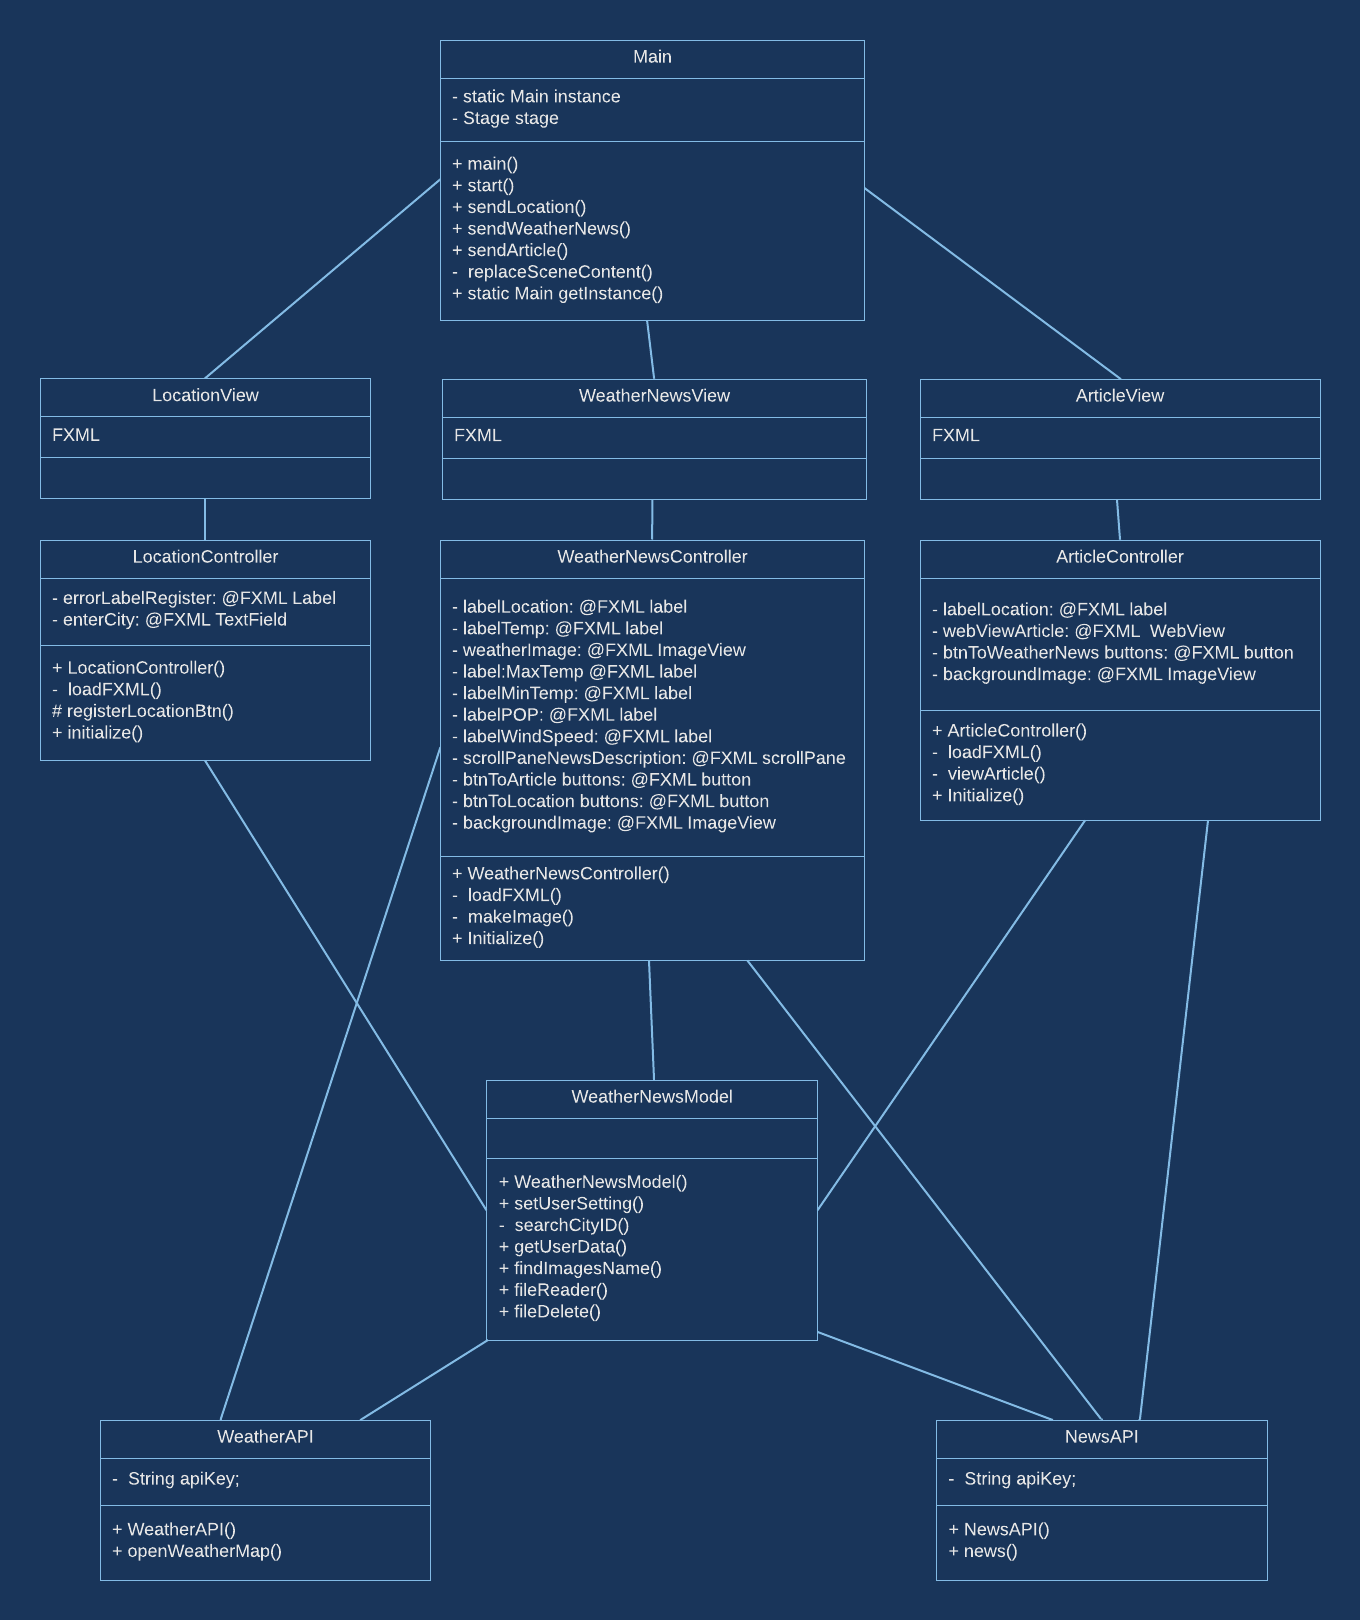 Main
- static Main instance
- Stage stage
+ main()
+ start()
+ sendLocation()
+ sendWeatherNews()
+ sendArticle()
-  replaceSceneContent()
+ static Main getInstance()
LocationView
FXML
WeatherNewsView
FXML
ArticleView
FXML
LocationController
- errorLabelRegister: @FXML Label
- enterCity: @FXML TextField
+ LocationController()
-  loadFXML()
# registerLocationBtn()
+ initialize()
WeatherNewsController
- labelLocation: @FXML label
- labelTemp: @FXML label
- weatherImage: @FXML ImageView
- label:MaxTemp @FXML label
- labelMinTemp: @FXML label
- labelPOP: @FXML label
- labelWindSpeed: @FXML label
- scrollPaneNewsDescription: @FXML scrollPane
- btnToArticle buttons: @FXML button
- btnToLocation buttons: @FXML button
- backgroundImage: @FXML ImageView
+ WeatherNewsController()
-  loadFXML()
-  makeImage()
+ Initialize()
ArticleController
- labelLocation: @FXML label
- webViewArticle: @FXML  WebView
- btnToWeatherNews buttons: @FXML button
- backgroundImage: @FXML ImageView
+ ArticleController()
-  loadFXML()
-  viewArticle()
+ Initialize()
WeatherNewsModel
+ WeatherNewsModel()
+ setUserSetting()
-  searchCityID()
+ getUserData()
+ findImagesName()
+ fileReader()
+ fileDelete()
WeatherAPI
-  String apiKey;
+ WeatherAPI()
+ openWeatherMap()
NewsAPI
-  String apiKey;
+ NewsAPI()
+ news()